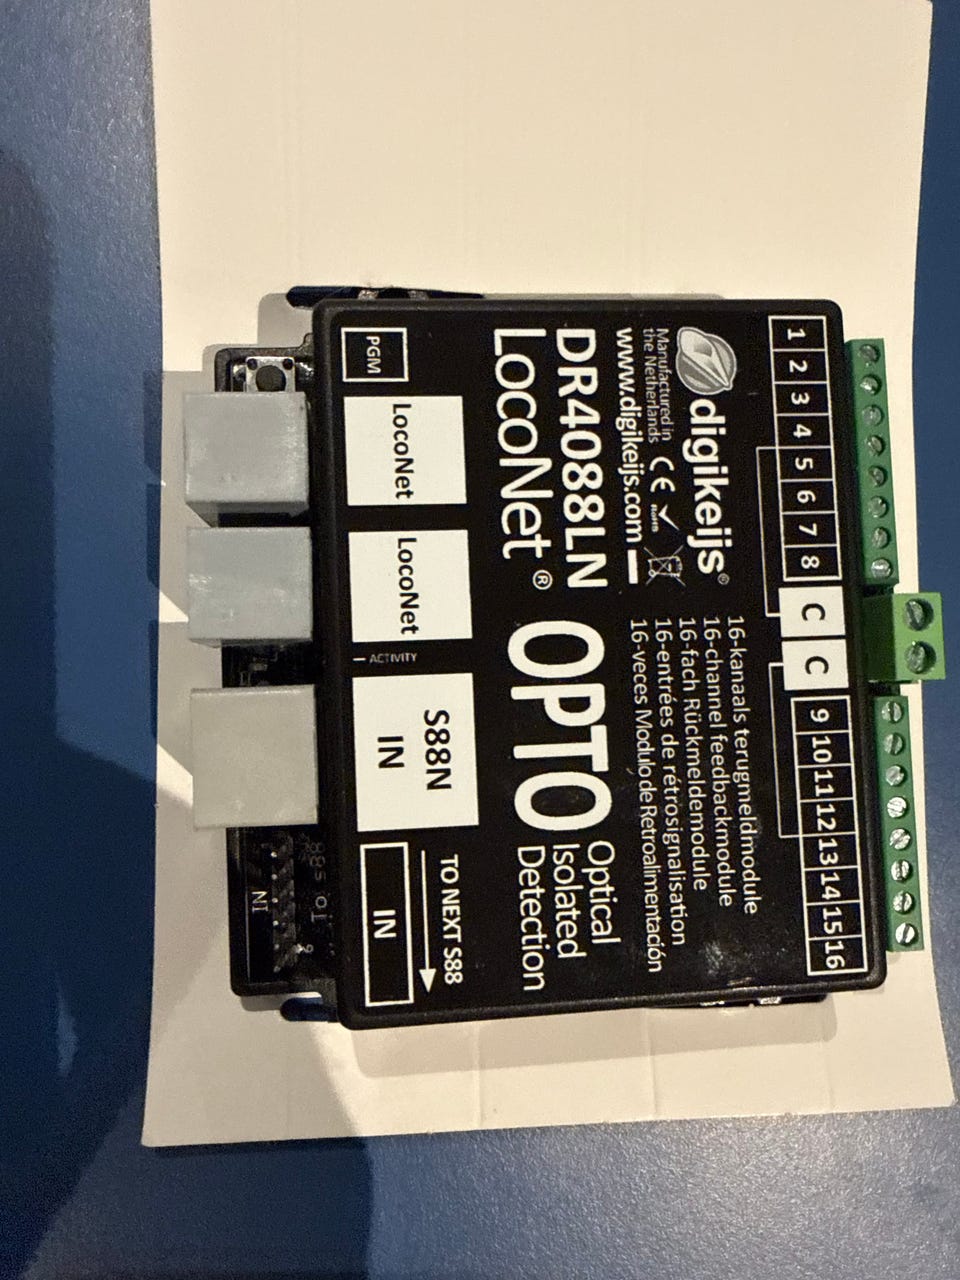 1 2 3 4 5 6 7 8 C C 9 10 11 12 13 14 15 16
digikeijs®
Manufactured in
the Netherlands
CE RoHS
www.digikeijs.com
16-kanaals terugmeldmodule
16-channel feedbackmodule
16-fach Rückmeldemodule
16-entrées de rétrosignalisation
16-veces Modulo de Retroalimentación
DR4088LN
LocoNet®
OPTO
Optical
Isolated
Detection
PGM
LocoNet
LocoNet
ACTIVITY
S88N
IN
TO NEXT S88
IN
IN